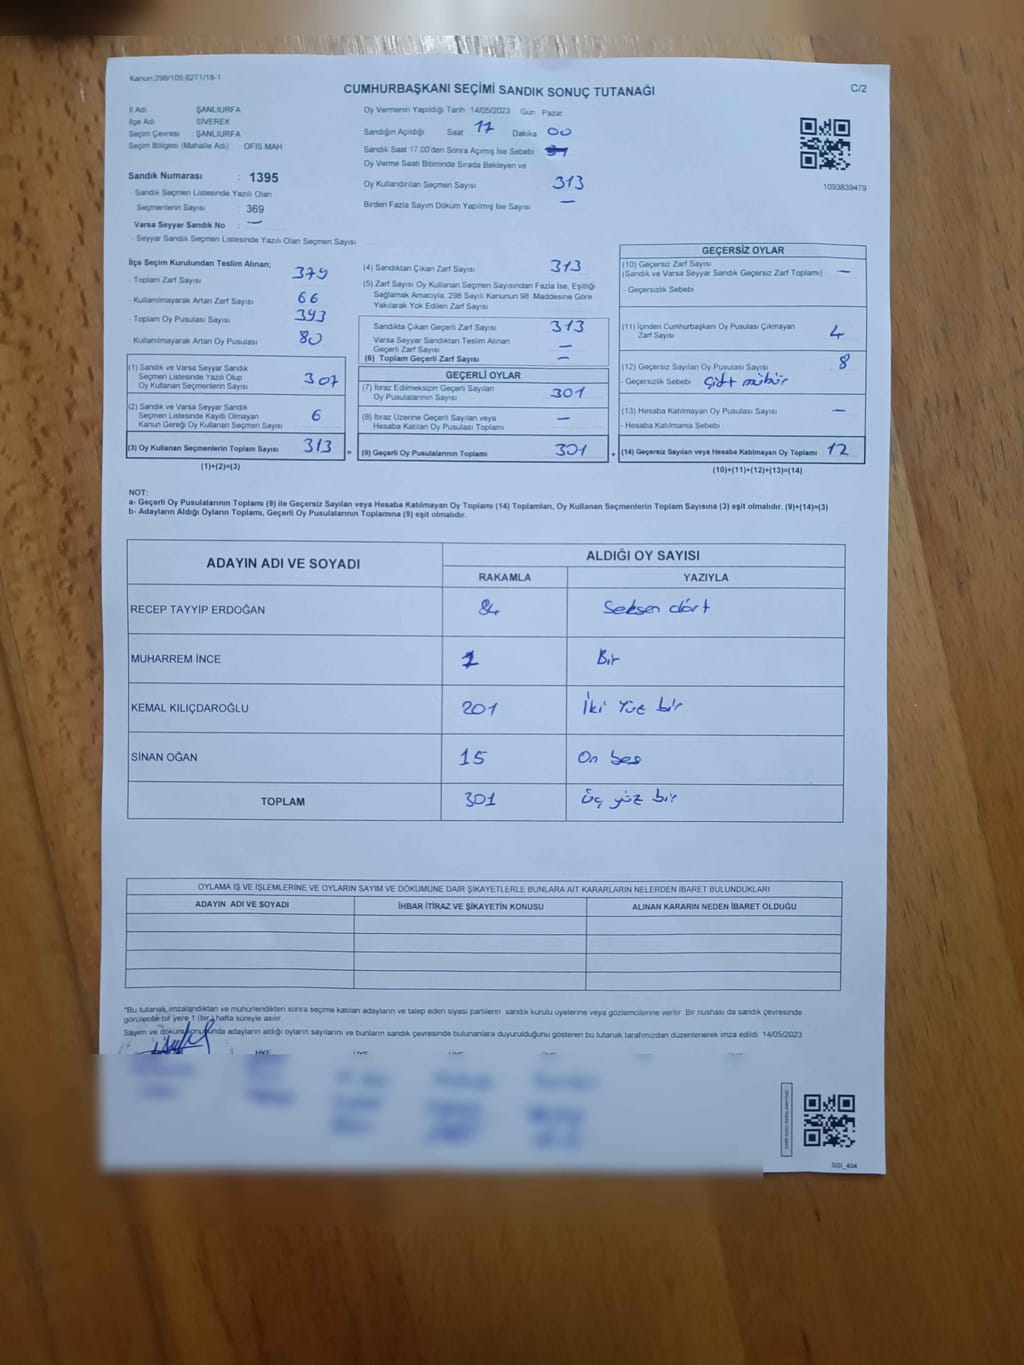 Kanun:298/105;6271/18-1
CUMHURBAŞKANI SEÇİMİ SANDIK SONUÇ TUTANAĞI
C/2
İl Adı ŞANLIURFA
İlçe Adı SİVEREK
Seçim Çevresi : ŞANLIURFA
Seçim Bölgesi (Mahalle Adı) OFİS MAH
Sandık Numarası : 1395
- Sandık Seçmen Listesinde Yazılı Olan
Seçmenlerin Sayısı : 369
Varsa Seyyar Sandık No : —
- Seyyar Sandık Seçmen Listesinde Yazılı Olan Seçmen Sayısı
Oy Vermenin Yapıldığı Tarih 14/05/2023 Gün Pazar
Sandığın Açıldığı Saat 17 Dakika 00
Sandık Saat 17:00'den Sonra Açımış İse Sebebi
Oy Verme Saati Bitiminde Sırada Bekleyen ve
Oy Kullandırılan Seçmen Sayısı 313
Birden Fazla Sayım Döküm Yapılmış İse Sayısı —
1093839479
İlçe Seçim Kurulundan Teslim Alınan;
- Toplam Zarf Sayısı 379
- Kullanılmayarak Artan Zarf Sayısı 66
- Toplam Oy Pusulası Sayısı 393
- Kullanılmayarak Artan Oy Pusulası 80
(1) Sandık ve Varsa Seyyar Sandık
Seçmen Listesinde Yazılı Olup
Oy Kullanan Seçmenlerin Sayısı 307
(2) Sandık ve Varsa Seyyar Sandık
Seçmen Listesinde Kayıtlı Olmayan
Kanun Gereği Oy Kullanan Seçmen Sayısı 6
(3) Oy Kullanan Seçmenlerin Toplam Sayısı 313 =
(1)+(2)=(3)
(4) Sandıktan Çıkan Zarf Sayısı 313
(5) Zarf Sayısı Oy Kullanan Seçmen Sayısından Fazla İse, Eşitliği
Sağlamak Amacıyla; 298 Sayılı Kanunun 98. Maddesine Göre
Yakılarak Yok Edilen Zarf Sayısı
Sandıkta Çıkan Geçerli Zarf Sayısı 313
Varsa Seyyar Sandıktan Teslim Alınan
Geçerli Zarf Sayısı —
(6) Toplam Geçerli Zarf Sayısı —
GEÇERLİ OYLAR
(7) İtiraz Edilmeksizin Geçerli Sayılan
Oy Pusulalarının Sayısı 301
(8) İtiraz Üzerine Geçerli Sayılan veya
Hesaba Katılan Oy Pusulası Toplamı —
(9) Geçerli Oy Pusulalarının Toplamı 301 +
GEÇERSİZ OYLAR
(10) Geçersiz Zarf Sayısı
(Sandık ve Varsa Seyyar Sandık Geçersiz Zarf Toplamı) —
- Geçersizlik Sebebi
(11) İçinden Cumhurbaşkanı Oy Pusulası Çıkmayan
Zarf Sayısı 4
(12) Geçersiz Sayılan Oy Pusulası Sayısı 8
- Geçersizlik Sebebi Çift mühür
(13) Hesaba Katılmayan Oy Pusulası Sayısı —
- Hesaba Katılmama Sebebi
(14) Geçersiz Sayılan veya Hesaba Katılmayan Oy Toplamı 12
(10)+(11)+(12)+(13)=(14)
NOT:
a- Geçerli Oy Pusulalarının Toplamı (9) ile Geçersiz Sayılan veya Hesaba Katılmayan Oy Toplamı (14) Toplamları, Oy Kullanan Seçmenlerin Toplam Sayısına (3) eşit olmalıdır. (9)+(14)=(3)
b- Adayların Aldığı Oyların Toplamı, Geçerli Oy Pusulalarının Toplamına (9) eşit olmalıdır.
ADAYIN ADI VE SOYADI
ALDIĞI OY SAYISI
RAKAMLA YAZIYLA
RECEP TAYYİP ERDOĞAN 84 Seksen dört
MUHARREM İNCE 1 Bir
KEMAL KILIÇDAROĞLU 201 İki Yüz bir
SİNAN OĞAN 15 On beş
TOPLAM 301 Üç yüz bir
OYLAMA İŞ VE İŞLEMLERİNE VE OYLARIN SAYIM VE DÖKÜMÜNE DAİR ŞİKAYETLERLE BUNLARA AİT KARARLARIN NELERDEN İBARET BULUNDUKLARI
ADAYIN ADI VE SOYADI İHBAR İTİRAZ VE ŞİKAYETİN KONUSU ALINAN KARARIN NEDEN İBARET OLDUĞU
*Bu tutanak imzalandıktan ve mühürlendikten sonra seçime katılan adayların ve talep eden siyasi partilerin sandık kurulu üyelerine veya gözlemcilerine verilir. Bir nüshası da sandık çevresinde
görülecek bir yere 1 (bir) hafta süreyle asılır.
Sayım ve döküm sonunda adayların aldığı oyların sayılarını ve bunların sandık çevresinde bulunanlara duyurulduğunu gösteren bu tutanak tarafımızdan düzenlenerek imza edildi. 14/05/2023
SSI_404